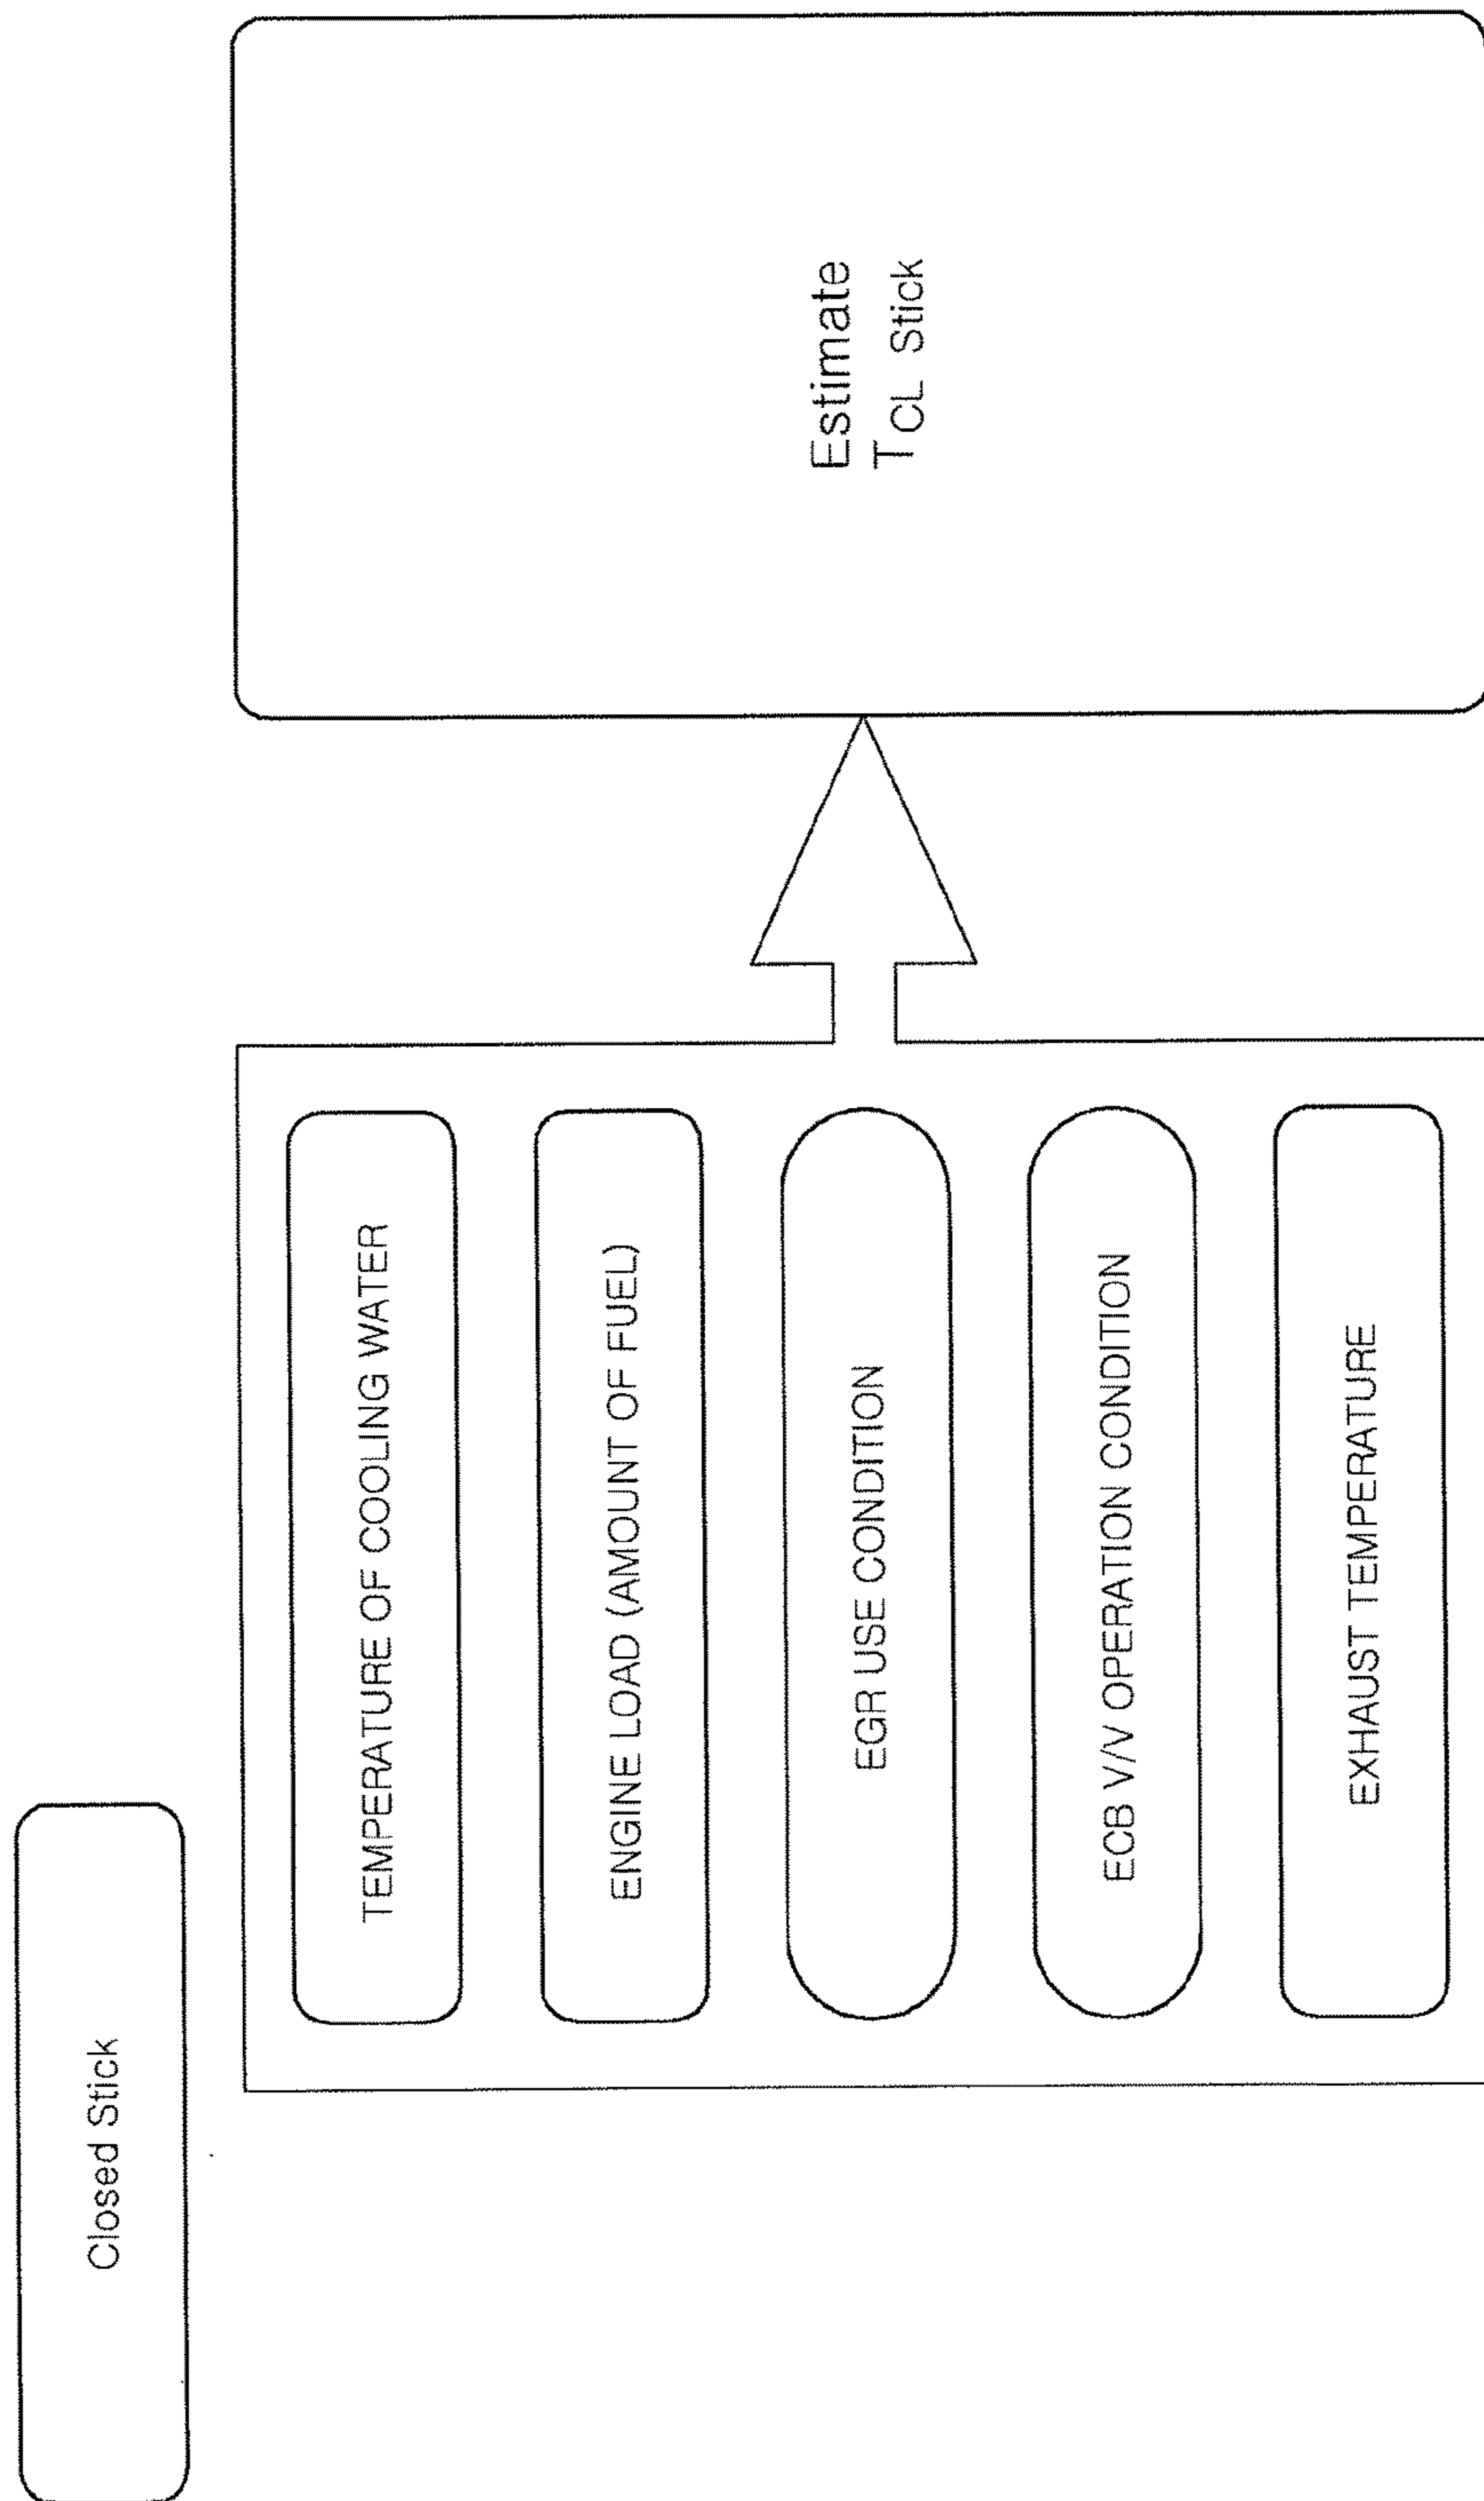 Closed Stick
TEMPERATURE OF COOLING WATER
ENGINE LOAD (AMOUNT OF FUEL)
EGR USE CONDITION
ECB V/V OPERATION CONDITION
EXHAUST TEMPERATURE
Estimate
TCL Stick